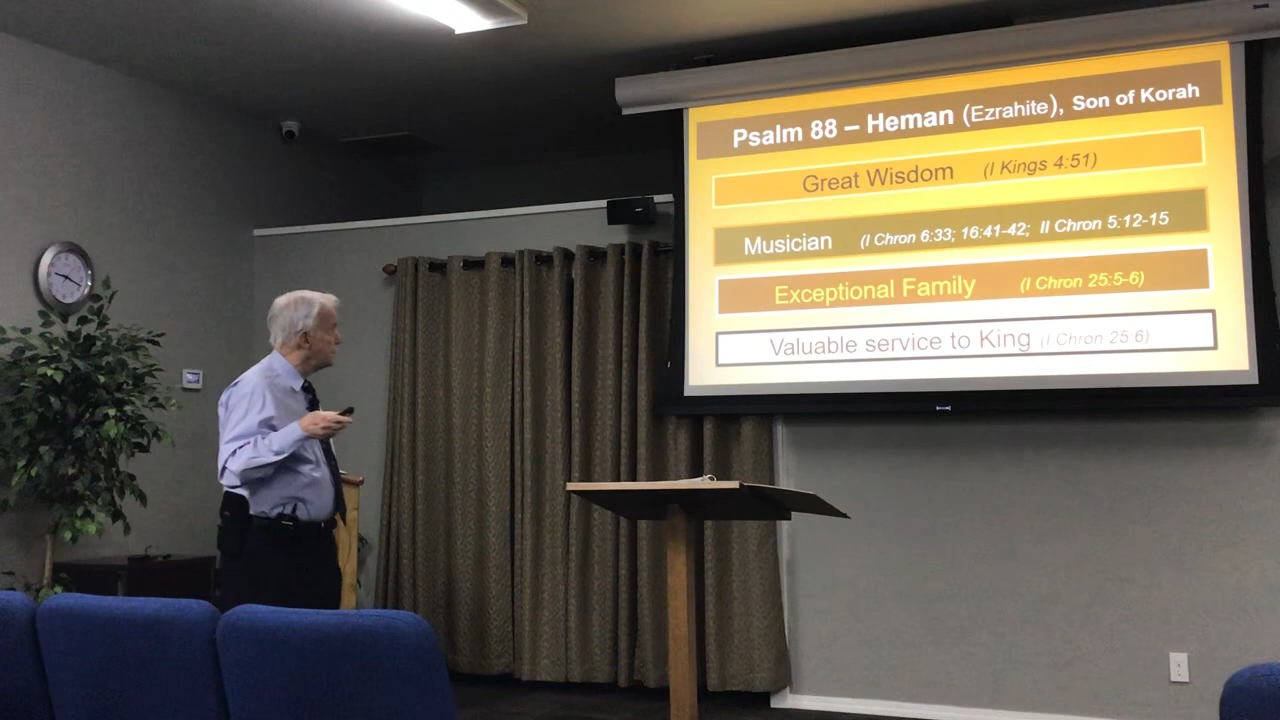 Psalm 88 – Heman (Ezrahite), Son of Korah
Great Wisdom (I Kings 4:51)
Musician (I Chron 6:33; 16:41-42; II Chron 5:12-15
Exceptional Family (I Chron 25:5-6)
Valuable service to King (I Chron 25:6)